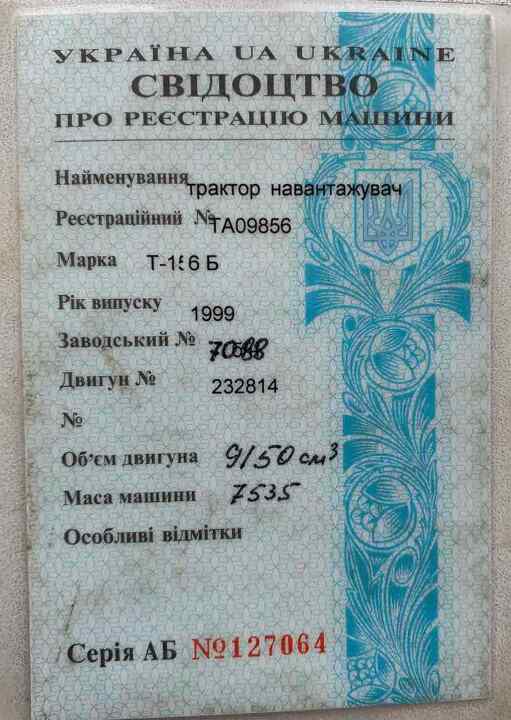 УКРАЇНА UA UKRAINE
СВІДОЦТВО
ПРО РЕЄСТРАЦІЮ МАШИНИ
Найменування трактор навантажувач
Реєстраційний № ТА09856
Марка Т-156 Б
Рік випуску 1999
Заводський №
Двигун № 232814
№
Об'єм двигуна 9150 см³
Маса машини 7535
Особливі відмітки
Серія АБ №127064